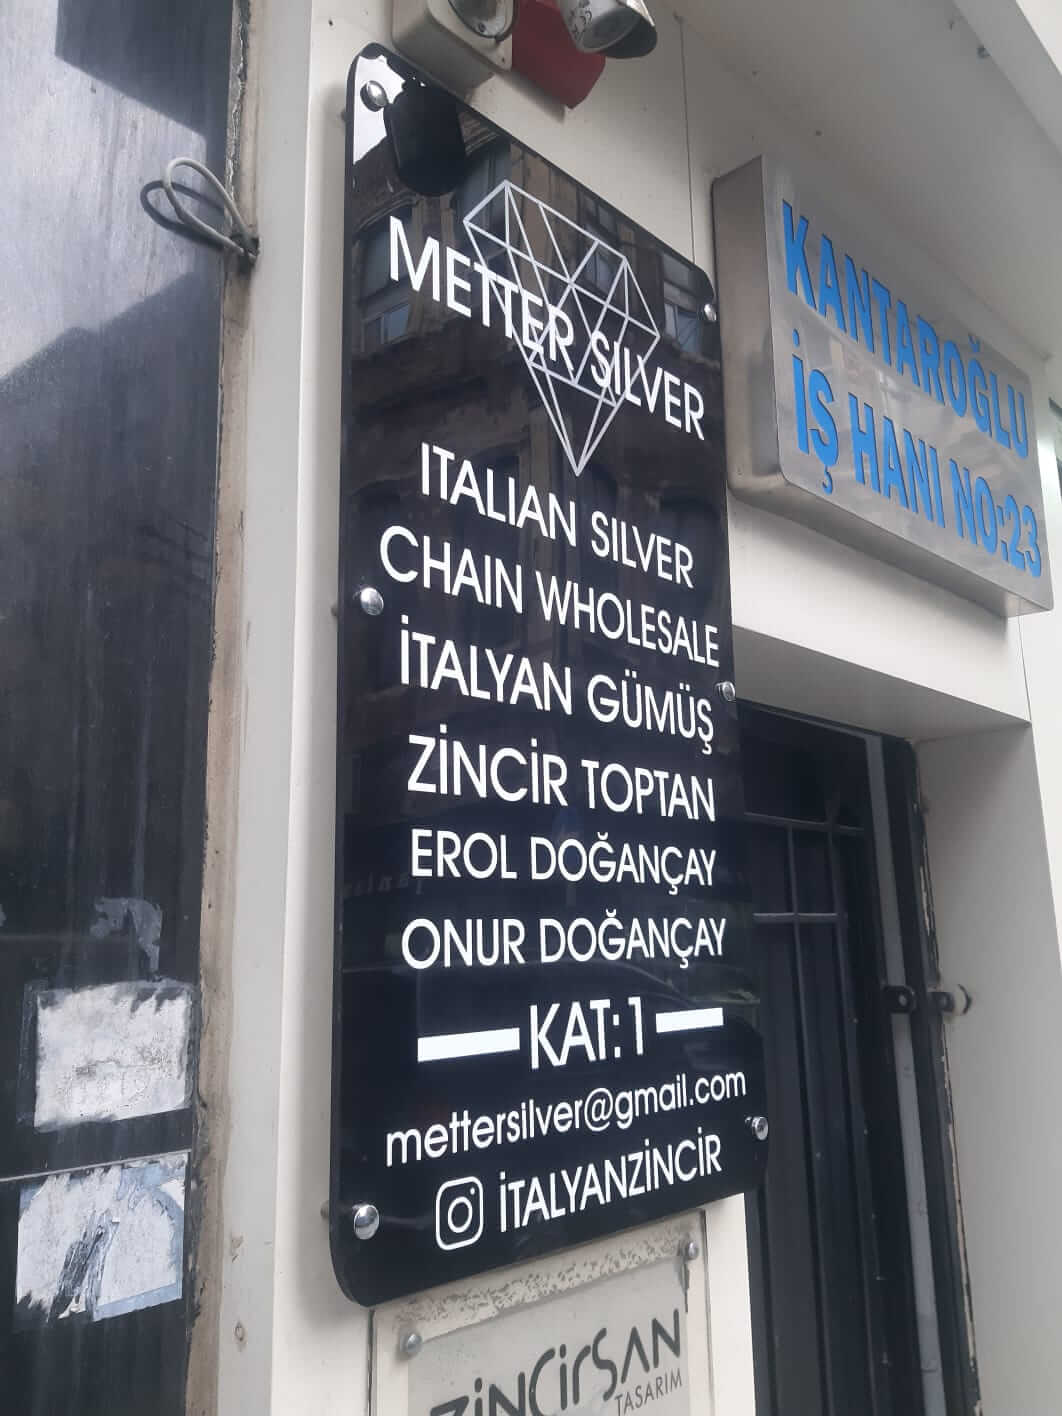 METTER SILVER
ITALIAN SILVER
CHAIN WHOLESALE
İTALYAN GÜMÜŞ
ZİNCİR TOPTAN
EROL DOĞANÇAY
ONUR DOĞANÇAY
KAT:1
mettersilver@gmail.com
İTALYANZİNCİR
KANTAROĞLU
İŞ HANI NO:23
ZİNCİRSAN
TASARIM